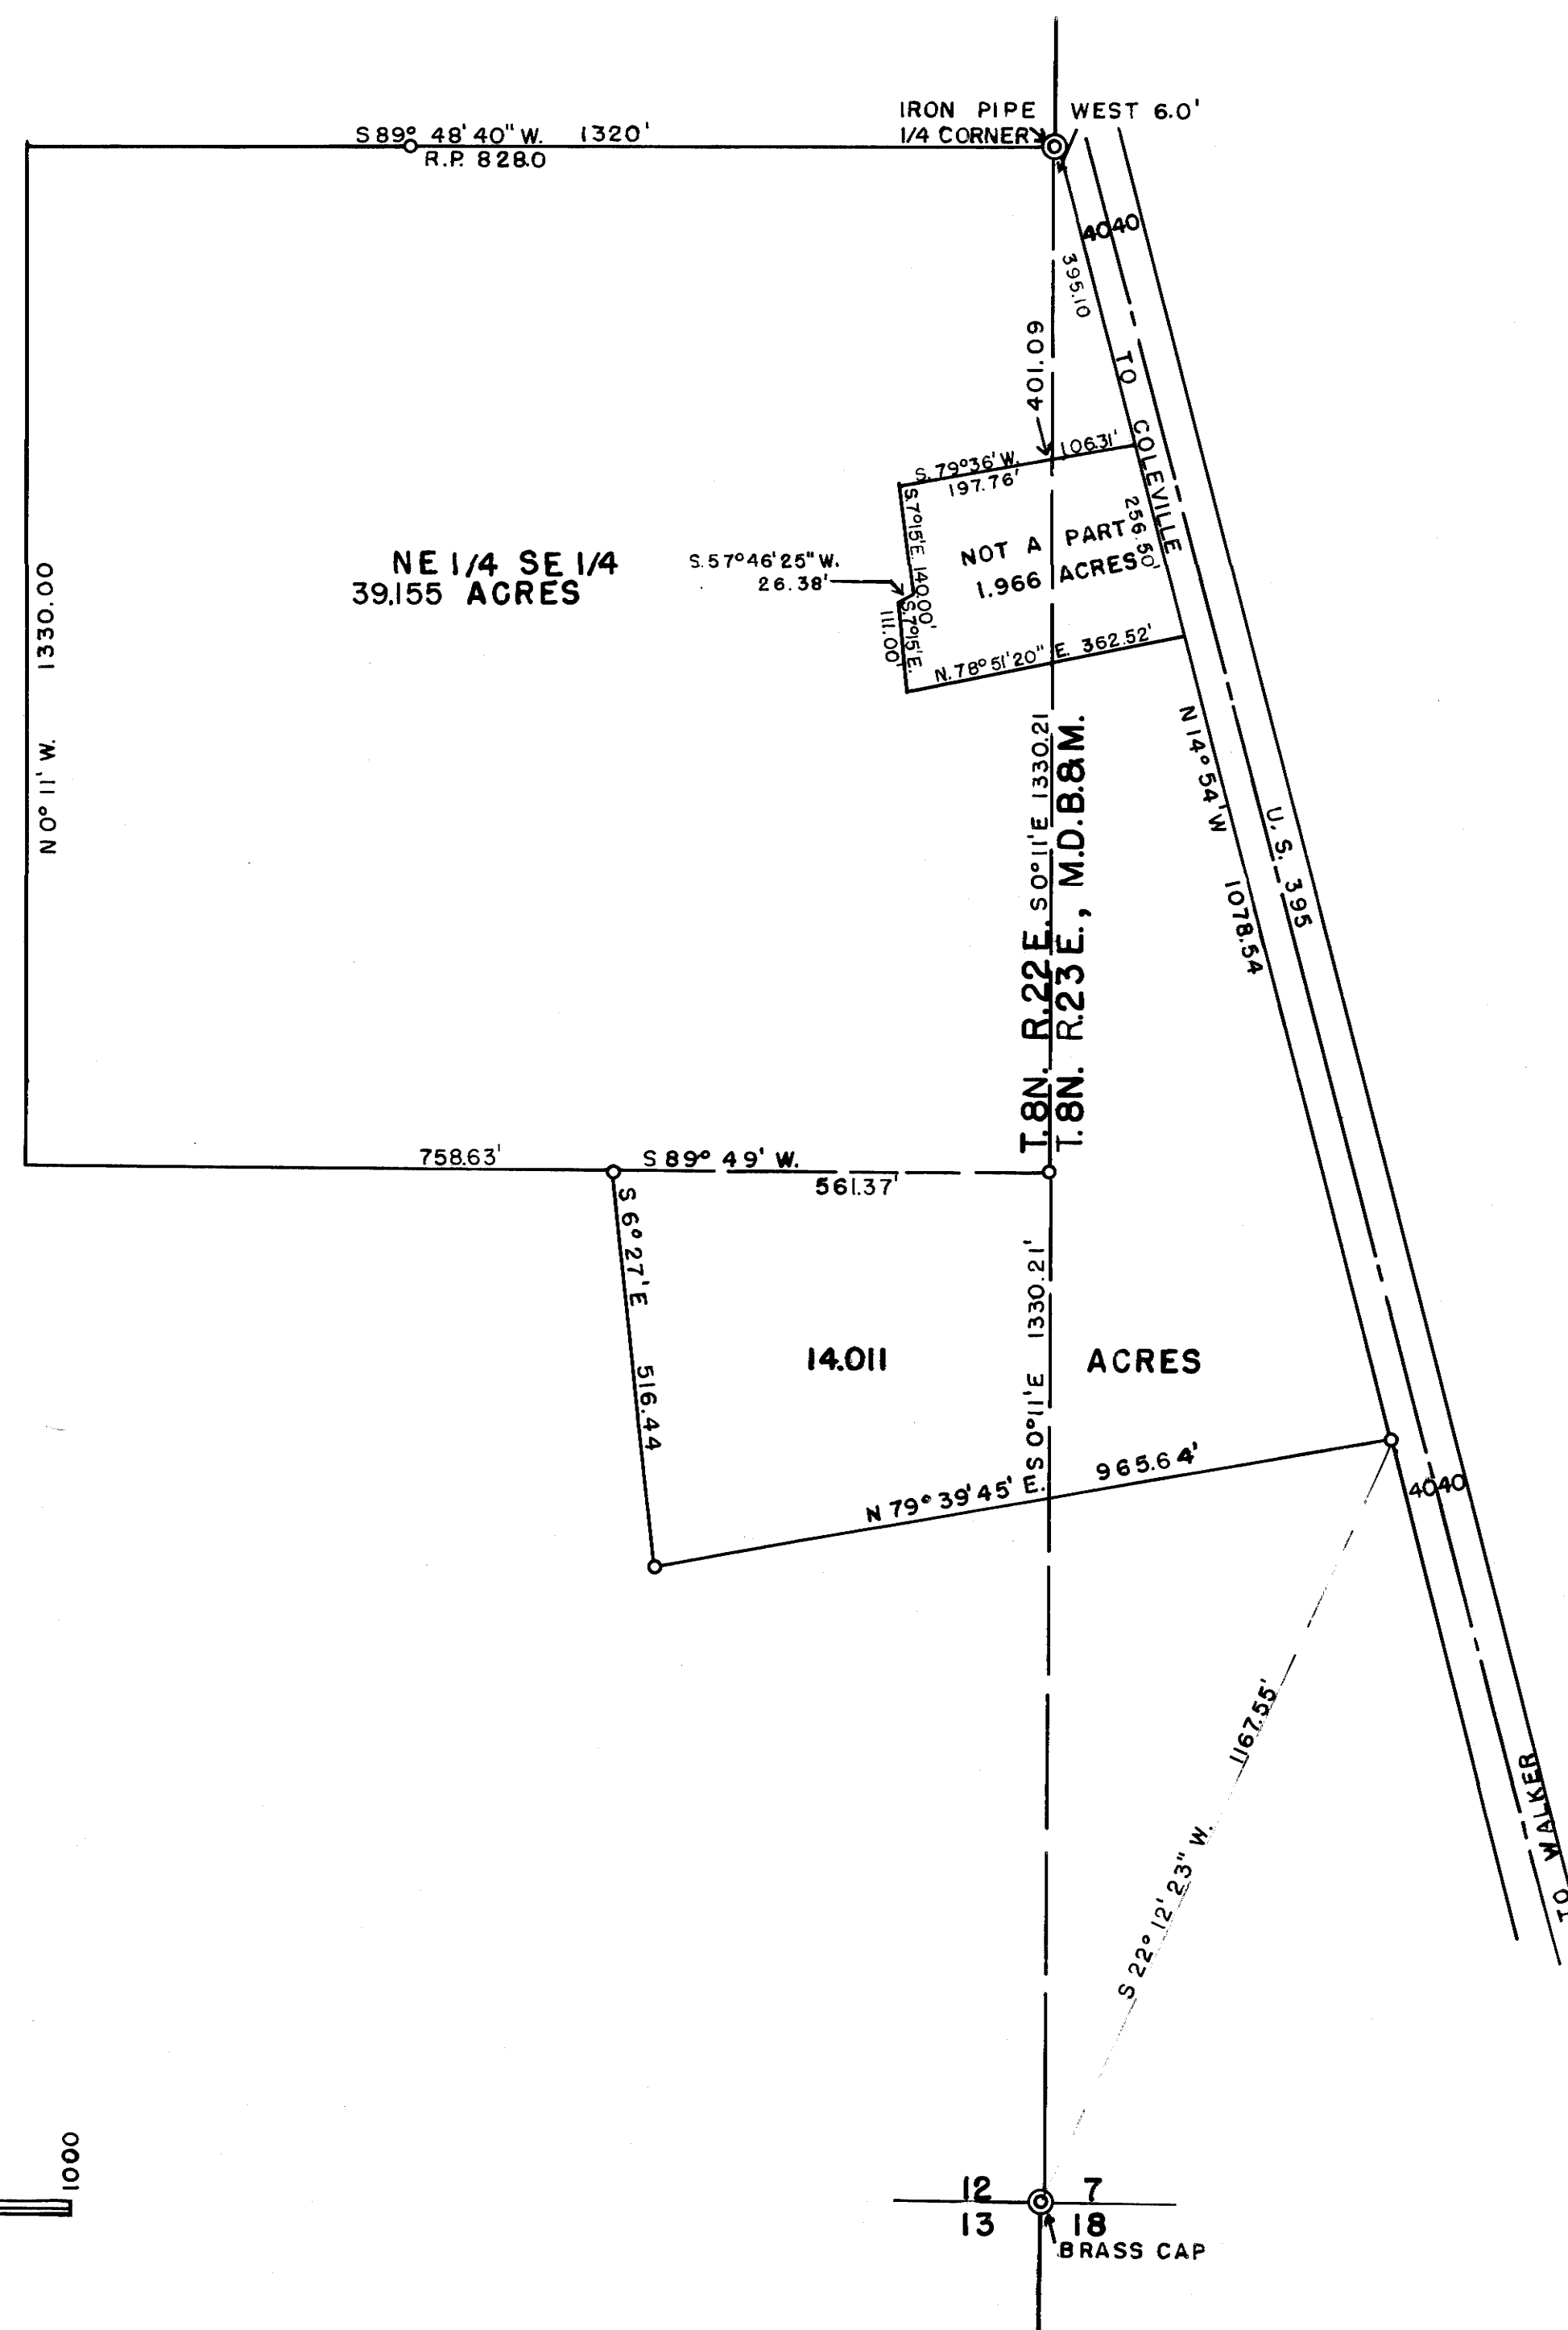 IRON PIPE
1/4 CORNER
WEST 6.0'
S 89° 48' 40" W. 1320'
R.P. 828.0
40 40
395.10
401.09
TO COLEVILLE
S. 79°36' W. 106.31'
197.76'
S. 7°15' E. 140.00'
256.50'
NOT A PART
1.966 ACRES
NE 1/4 SE 1/4
39.155 ACRES
S. 57°46'25" W.
26.38'
S. 7°15' E.
111.00'
N. 78°51'20" E. 362.52'
N 0° 11' W. 1330.00
N 14° 54' W 1078.54
U. S. 395
S 0°11' E 1330.21
T. 8N. R. 22 E.
T. 8N. R. 23 E., M.D.B.&M.
758.63'
S 89° 49' W.
561.37'
S 6° 27' E 516.44
S 0°11' E 1330.21'
14.011 ACRES
N 79° 39' 45' E. 965.64'
40 40
S 22° 12' 23" W. 1167.55'
TO WALKER
1000
12 7
13 18
BRASS CAP